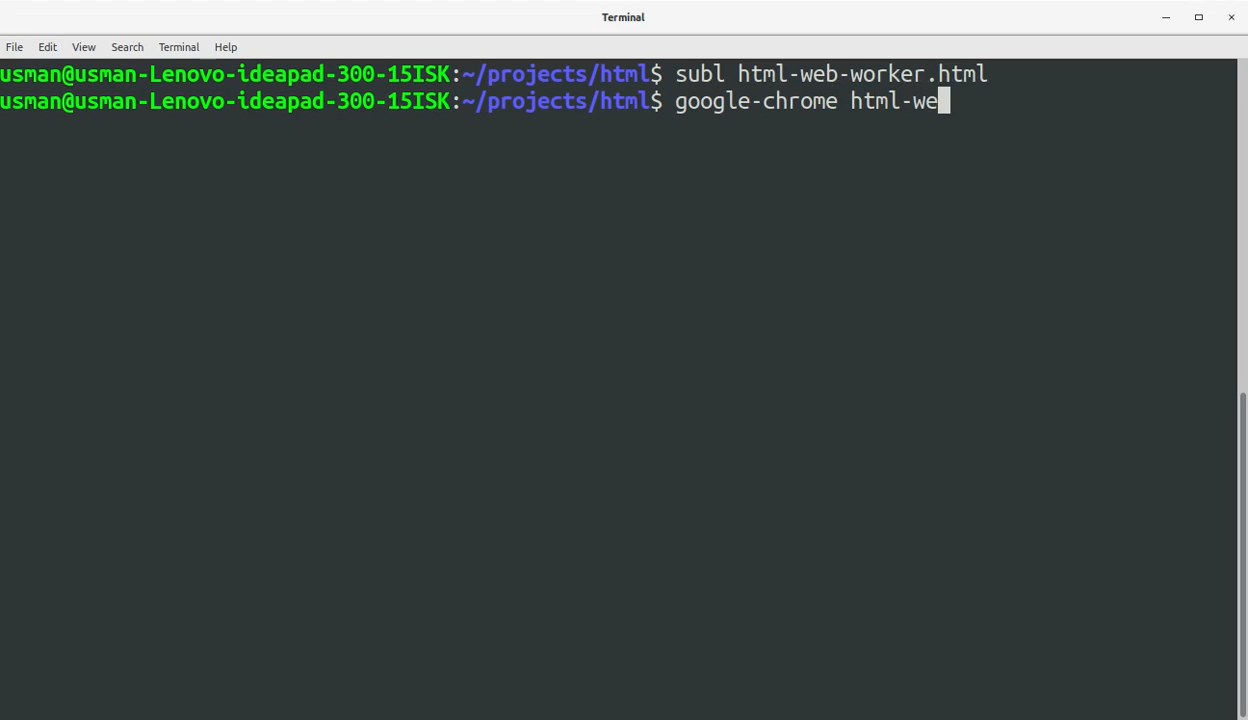 Terminal
File Edit View Search Terminal Help
usman@usman-Lenovo-ideapad-300-15ISK:~/projects/html$ subl html-web-worker.html
usman@usman-Lenovo-ideapad-300-15ISK:~/projects/html$ google-chrome html-we